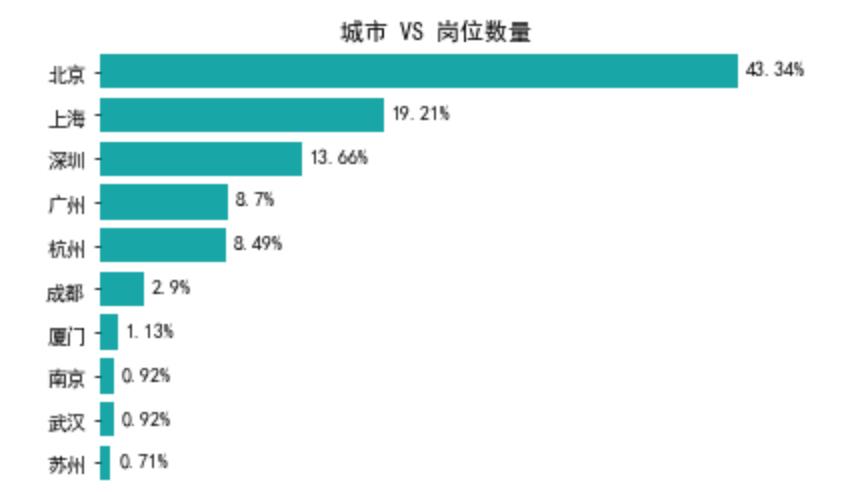 城市 VS 岗位数量
北京 43.34%
上海 19.21%
深圳 13.66%
广州 8.7%
杭州 8.49%
成都 2.9%
厦门 1.13%
南京 0.92%
武汉 0.92%
苏州 0.71%